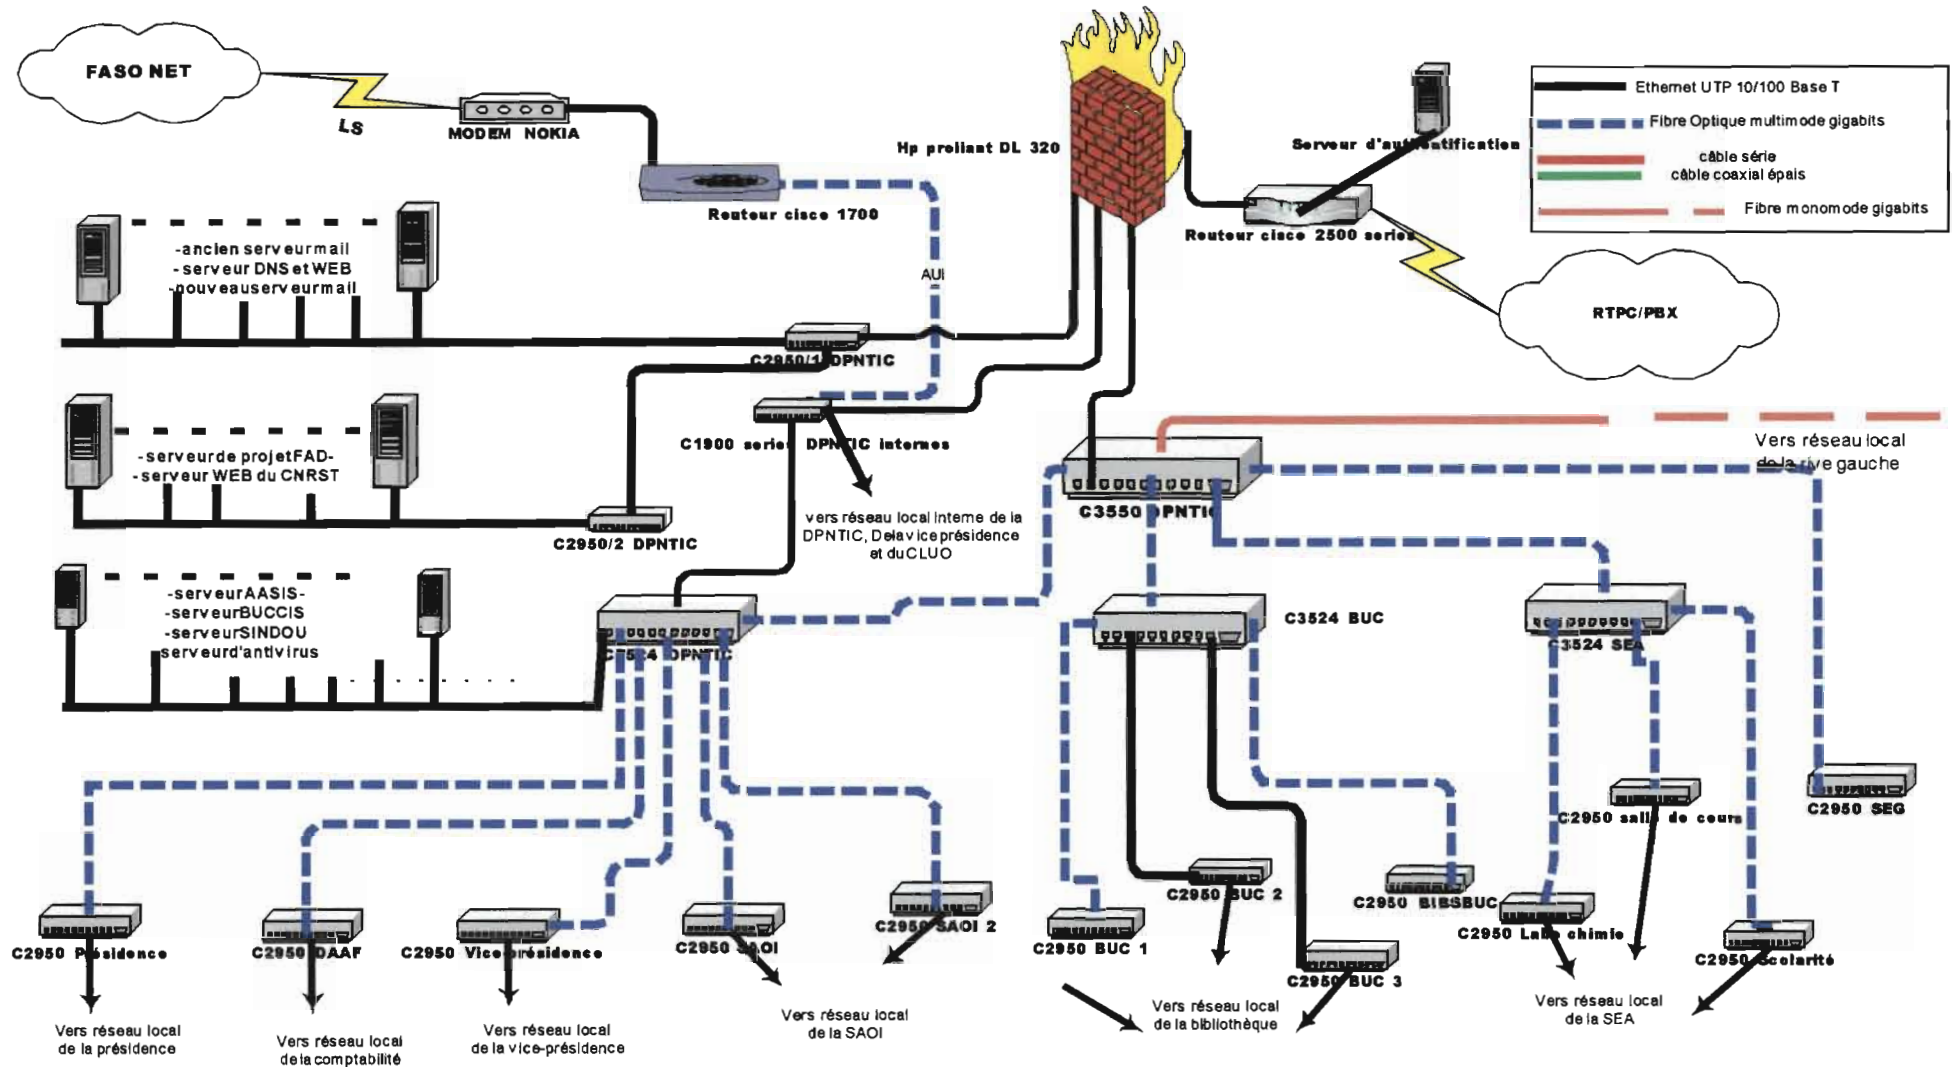 FASO NET
LS
MODEM NOKIA
Routeur cisco 1700
AUI
Hp proliant DL 320
Serveur d'authentification
Routeur cisco 2500 series
RTPC/PBX
Ethernet UTP 10/100 Base T
Fibre Optique multimode gigabits
câble série
câble coaxial épais
Fibre monomode gigabits
-ancien serveur mail
- serveur DNS et WEB
-nouveau serveur mail
C2950/1 DPNTIC
-serveur de projet FAD-
-serveur WEB du CNRST
C2950/2 DPNTIC
C1900 series DPNTIC internes
vers réseau local Interne de la
DPNTIC, De la vice présidence
et du CLUO
Vers réseau local
de la rive gauche
C3550 DPNTIC
-serveur AASIS-
-serveur BUCCIS
-serveur SINDOU
serveur d'antivirus
C3524 DPNTIC
C3524 BUC
C3524 SEA
C2950 SEG
C2950 salle de cours
C2950 Présidence
C2950 DAAF
C2950 Vice-présidence
C2950 SAOI
C2950 SAOI 2
C2950 BUC 1
C2950 BUC 2
C2950 BUC 3
C2950 BIBSBUC
C2950 Labo chimie
C2950 Scolarité
Vers réseau local
de la présidence
Vers réseau local
de la comptabilité
Vers réseau local
de la vice-présidence
Vers réseau local
de la SAOI
Vers réseau local
de la bibliothèque
Vers réseau local
de la SEA